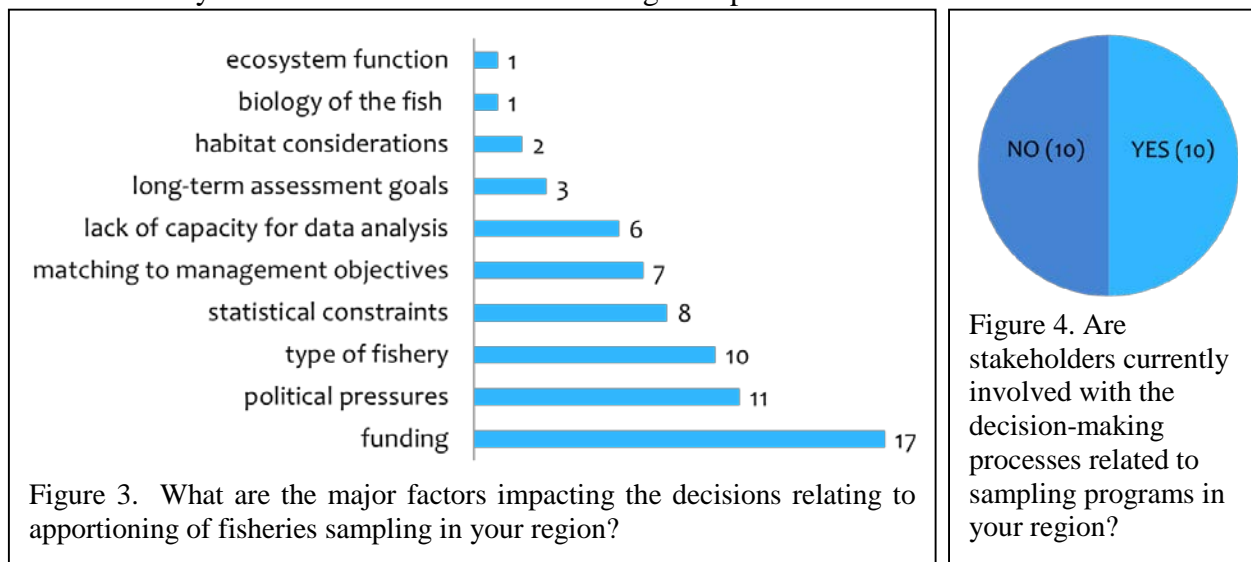 ecosystem function 1
biology of the fish 1
habitat considerations 2
long-term assessment goals 3
lack of capacity for data analysis 6
matching to management objectives 7
statistical constraints 8
type of fishery 10
political pressures 11
funding 17
Figure 3. What are the major factors impacting the decisions relating to
apportioning of fisheries sampling in your region?
NO (10) YES (10)
Figure 4. Are
stakeholders currently
involved with the
decision-making
processes related to
sampling programs in
your region?